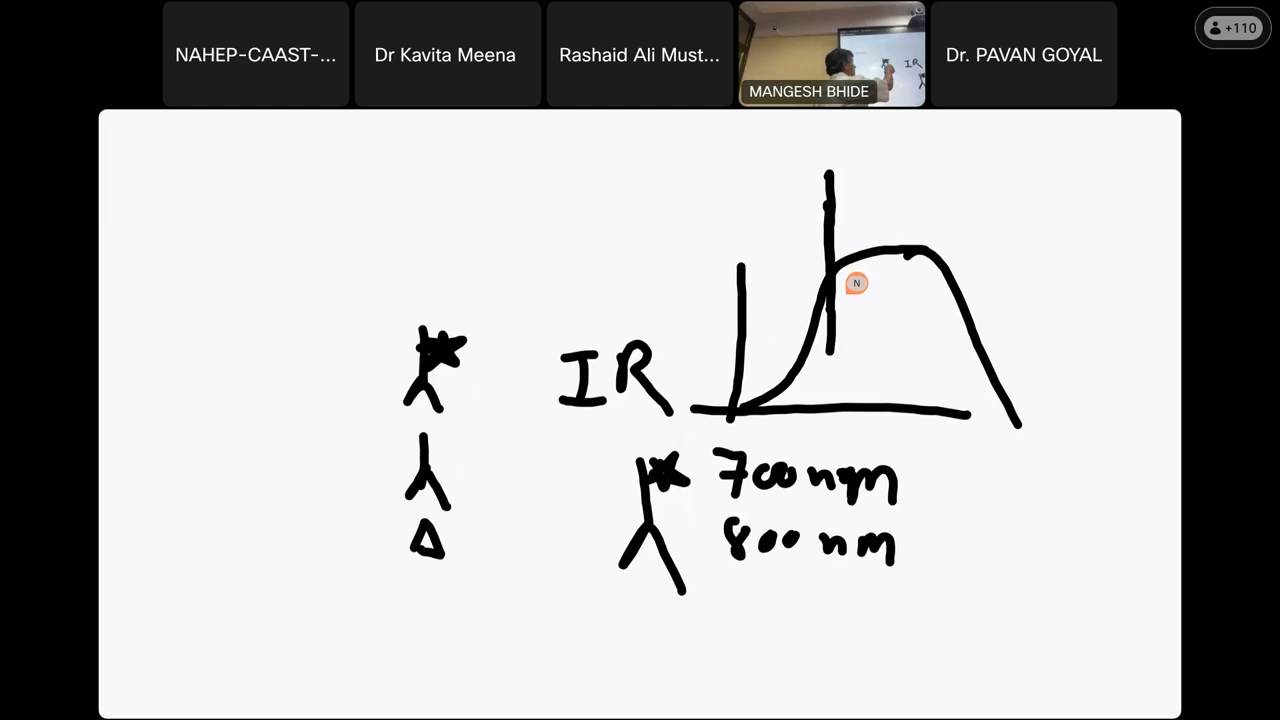 NAHEP-CAAST-...
Dr Kavita Meena
Rashaid Ali Must...
MANGESH BHIDE
Dr. PAVAN GOYAL
+110
IR
N
IR
700 nm
800 nm